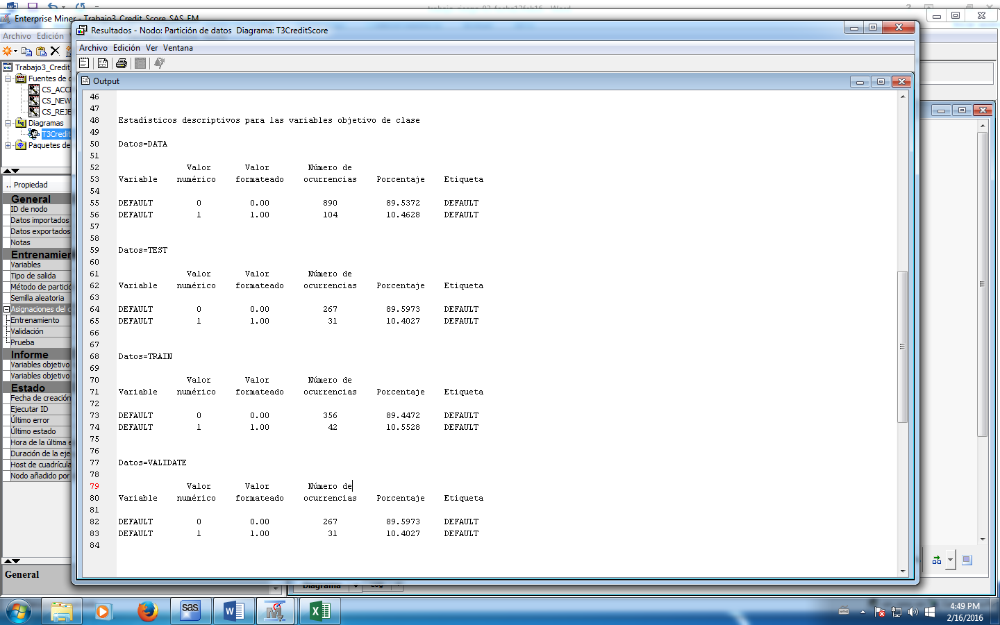 Enterprise Miner - Trabajo3_Credit_Score_SAS_EM
Archivo Edición
Trabajo3_Credit
Fuentes de
CS_ACC
CS_NEW
CS_REJE
Diagramas
T3Credit
Paquetes de
.. Propiedad
General
ID de nodo
Datos importados
Datos exportados
Notas
Entrenamier
Variables
Tipo de salida
Método de partici
Semilla aleatoria
Asignaciones del c
Entrenamiento
Validación
Prueba
Informe
Variables objetivo
Variables objetivo
Estado
Fecha de creación
Ejecutar ID
Último error
Último estado
Hora de la última e
Duración de la eje
Host de cuadrícula
Nodo añadido por
General
Resultados - Nodo: Partición de datos Diagrama: T3CreditScore
Archivo Edición Ver Ventana
Output
46
47
48 Estadísticos descriptivos para las variables objetivo de clase
49
50 Datos=DATA
51
52 Valor Valor Número de
53 Variable numérico formateado ocurrencias Porcentaje Etiqueta
54
55 DEFAULT 0 0.00 890 89.5372 DEFAULT
56 DEFAULT 1 1.00 104 10.4628 DEFAULT
57
58
59 Datos=TEST
60
61 Valor Valor Número de
62 Variable numérico formateado ocurrencias Porcentaje Etiqueta
63
64 DEFAULT 0 0.00 267 89.5973 DEFAULT
65 DEFAULT 1 1.00 31 10.4027 DEFAULT
66
67
68 Datos=TRAIN
69
70 Valor Valor Número de
71 Variable numérico formateado ocurrencias Porcentaje Etiqueta
72
73 DEFAULT 0 0.00 356 89.4472 DEFAULT
74 DEFAULT 1 1.00 42 10.5528 DEFAULT
75
76
77 Datos=VALIDATE
78
79 Valor Valor Número de
80 Variable numérico formateado ocurrencias Porcentaje Etiqueta
81
82 DEFAULT 0 0.00 267 89.5973 DEFAULT
83 DEFAULT 1 1.00 31 10.4027 DEFAULT
84
Diagrama Log
sas
4:49 PM
2/16/2016